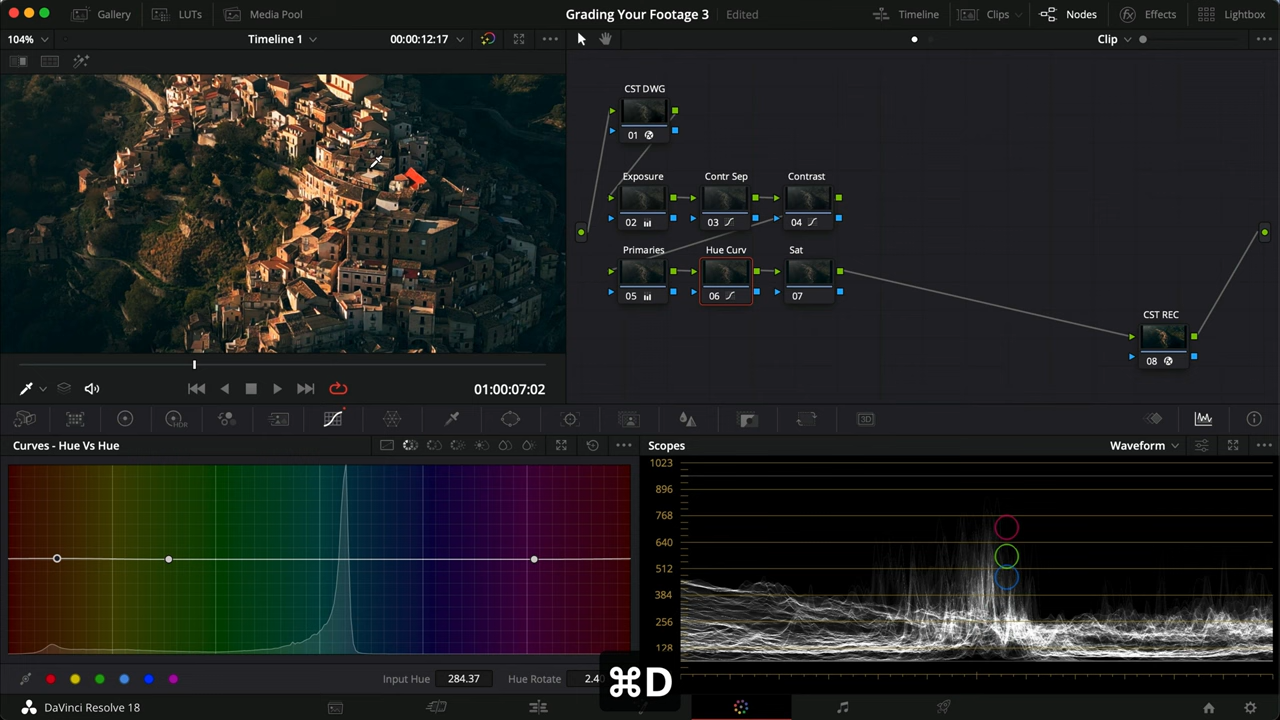 Gallery LUTs Media Pool Grading Your Footage 3 Edited Timeline Clips Nodes Effects Lightbox
104% Timeline 1 00:00:12:17 Clip
CST DWG
01
Exposure Contr Sep Contrast
02 03 04
Primaries Hue Curv Sat
05 06 07
CST REC
08
01:00:07:02
HDR 3D
Curves - Hue Vs Hue Scopes Waveform
1023
896
768
640
512
384
256
128
Input Hue 284.37 Hue Rotate 2.4
⌘D
DaVinci Resolve 18